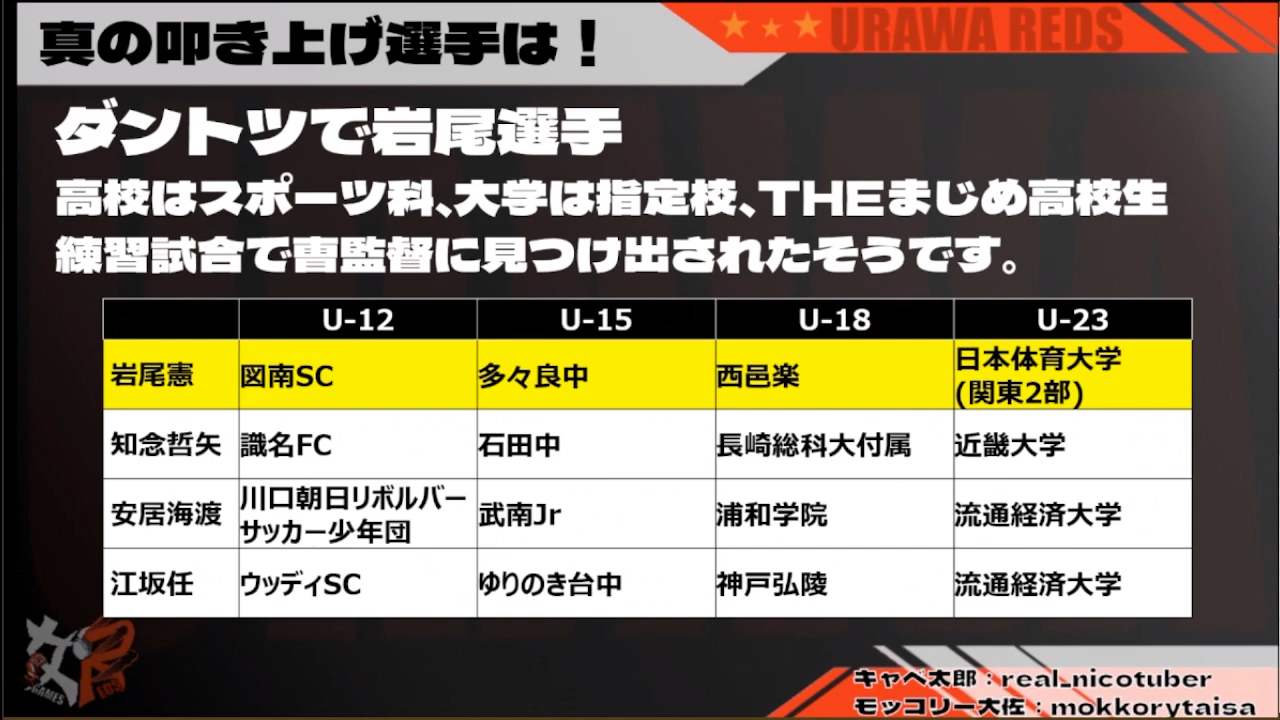 真の叩き上げ選手は！
URAWA REDS
ダントツで岩尾選手
高校はスポーツ科、大学は指定校、THEまじめ高校生
練習試合で曺監督に見つけ出されたそうです。
U-12 U-15 U-18 U-23
岩尾憲 図南SC 多々良中 西邑楽 日本体育大学
(関東2部)
知念哲矢 識名FC 石田中 長崎総科大付属 近畿大学
安居海渡 川口朝日リボルバー
サッカー少年団 武南Jr 浦和学院 流通経済大学
江坂任 ウッディSC ゆりのき台中 神戸弘陵 流通経済大学
GAMES
REDS
キャベ太郎：real_nicotuber
モッコリー大佐：mokkorytaisa